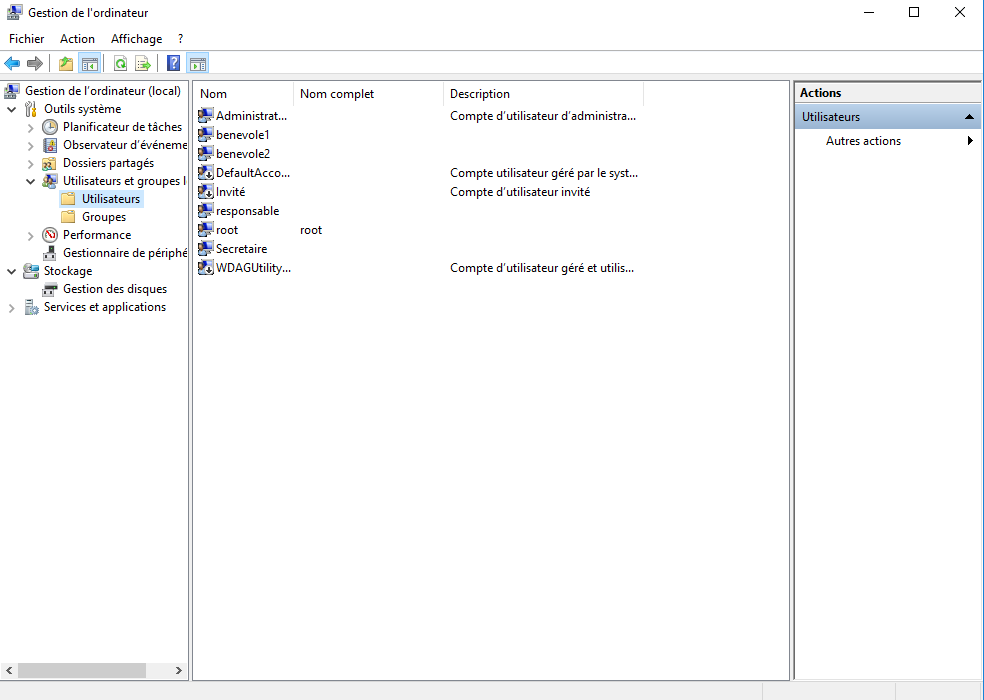 Gestion de l'ordinateur
Fichier Action Affichage ?
Gestion de l'ordinateur (local)
Outils système
Planificateur de tâches
Observateur d'événeme
Dossiers partagés
Utilisateurs et groupes l
Utilisateurs
Groupes
Performance
Gestionnaire de périphé
Stockage
Gestion des disques
Services et applications
Nom Nom complet Description
Administrat... Compte d'utilisateur d'administra...
benevole1
benevole2
DefaultAcco... Compte utilisateur géré par le syst...
Invité Compte d'utilisateur invité
responsable
root root
Secretaire
WDAGUtility... Compte d'utilisateur géré et utilis...
Actions
Utilisateurs
Autres actions